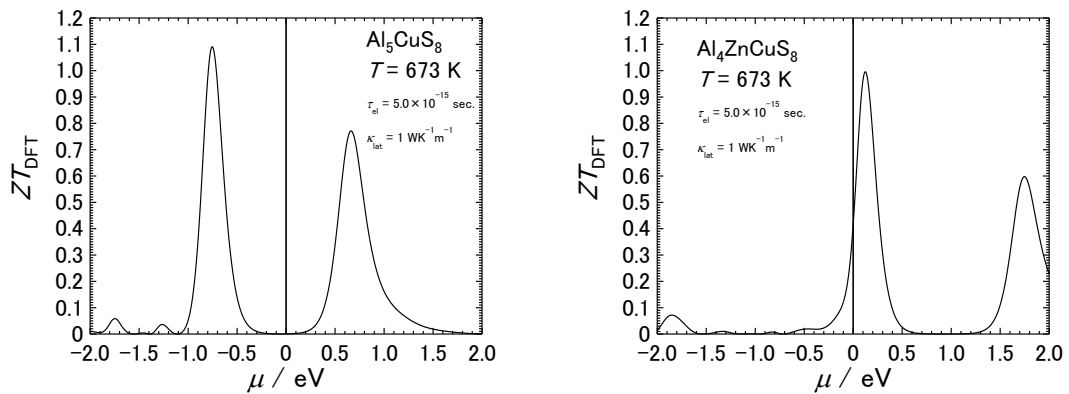 1.2
1.1
1.0
0.9
0.8
0.7
0.6
0.5
0.4
0.3
0.2
0.1
0
ZT_DFT
Al₅CuS₈
T = 673 K
τ_el = 5.0 × 10⁻¹⁵ sec.
κ_lat = 1 WK⁻¹m⁻¹
−2.0 −1.5 −1.0 −0.5 0 0.5 1.0 1.5 2.0
μ / eV
1.2
1.1
1.0
0.9
0.8
0.7
0.6
0.5
0.4
0.3
0.2
0.1
0
ZT_DFT
Al₄ZnCuS₈
T = 673 K
τ_el = 5.0 × 10⁻¹⁵ sec.
κ_lat = 1 WK⁻¹m⁻¹
−2.0 −1.5 −1.0 −0.5 0 0.5 1.0 1.5 2.0
μ / eV